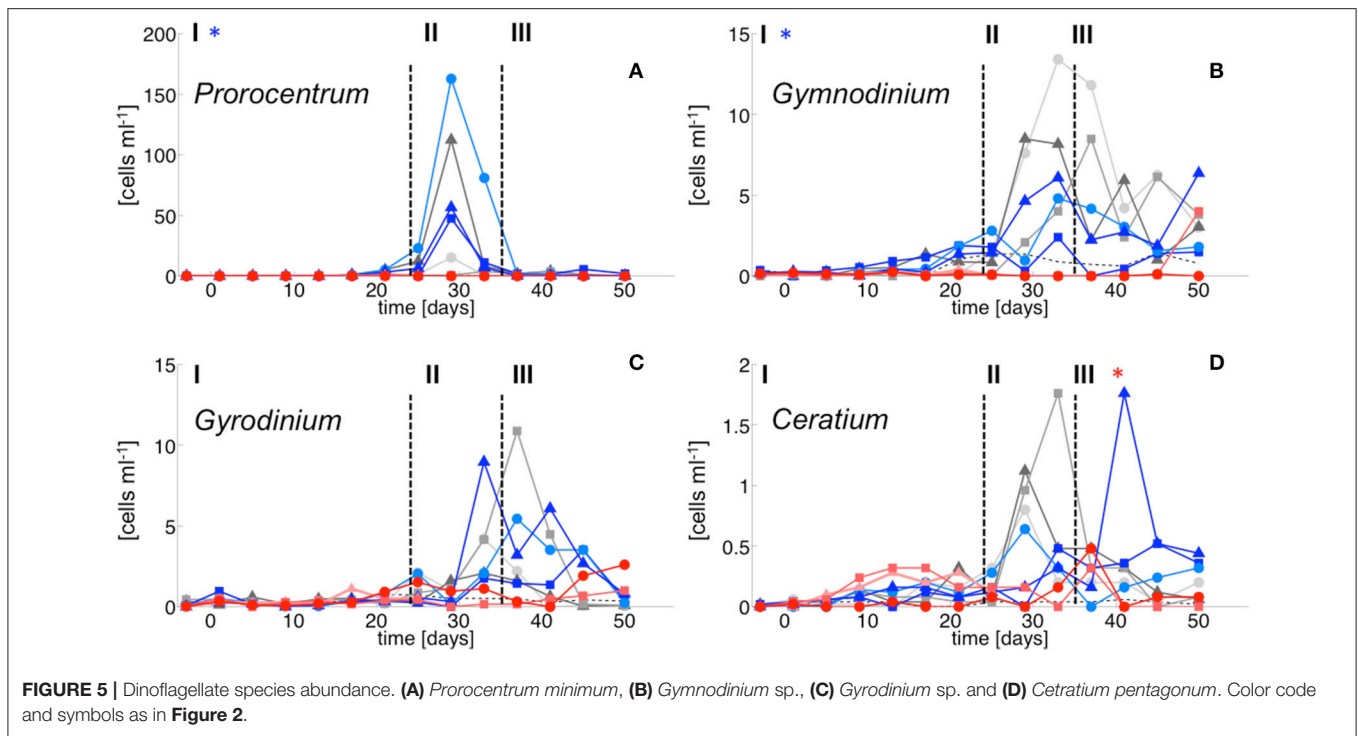 I * II III
A
Prorocentrum
[cells ml-1]
200
150
100
50
0
0 10 20 30 40 50
time [days]
I * II III
B
Gymnodinium
[cells ml-1]
15
10
5
0
0 10 20 30 40 50
time [days]
I II III
C
Gyrodinium
[cells ml-1]
15
10
5
0
0 10 20 30 40 50
time [days]
I II III * D
Ceratium
[cells ml-1]
2
1.5
1
0.5
0
0 10 20 30 40 50
time [days]
FIGURE 5 | Dinoflagellate species abundance. (A) Prorocentrum minimum, (B) Gymnodinium sp., (C) Gyrodinium sp. and (D) Cetratium pentagonum. Color code
and symbols as in Figure 2.